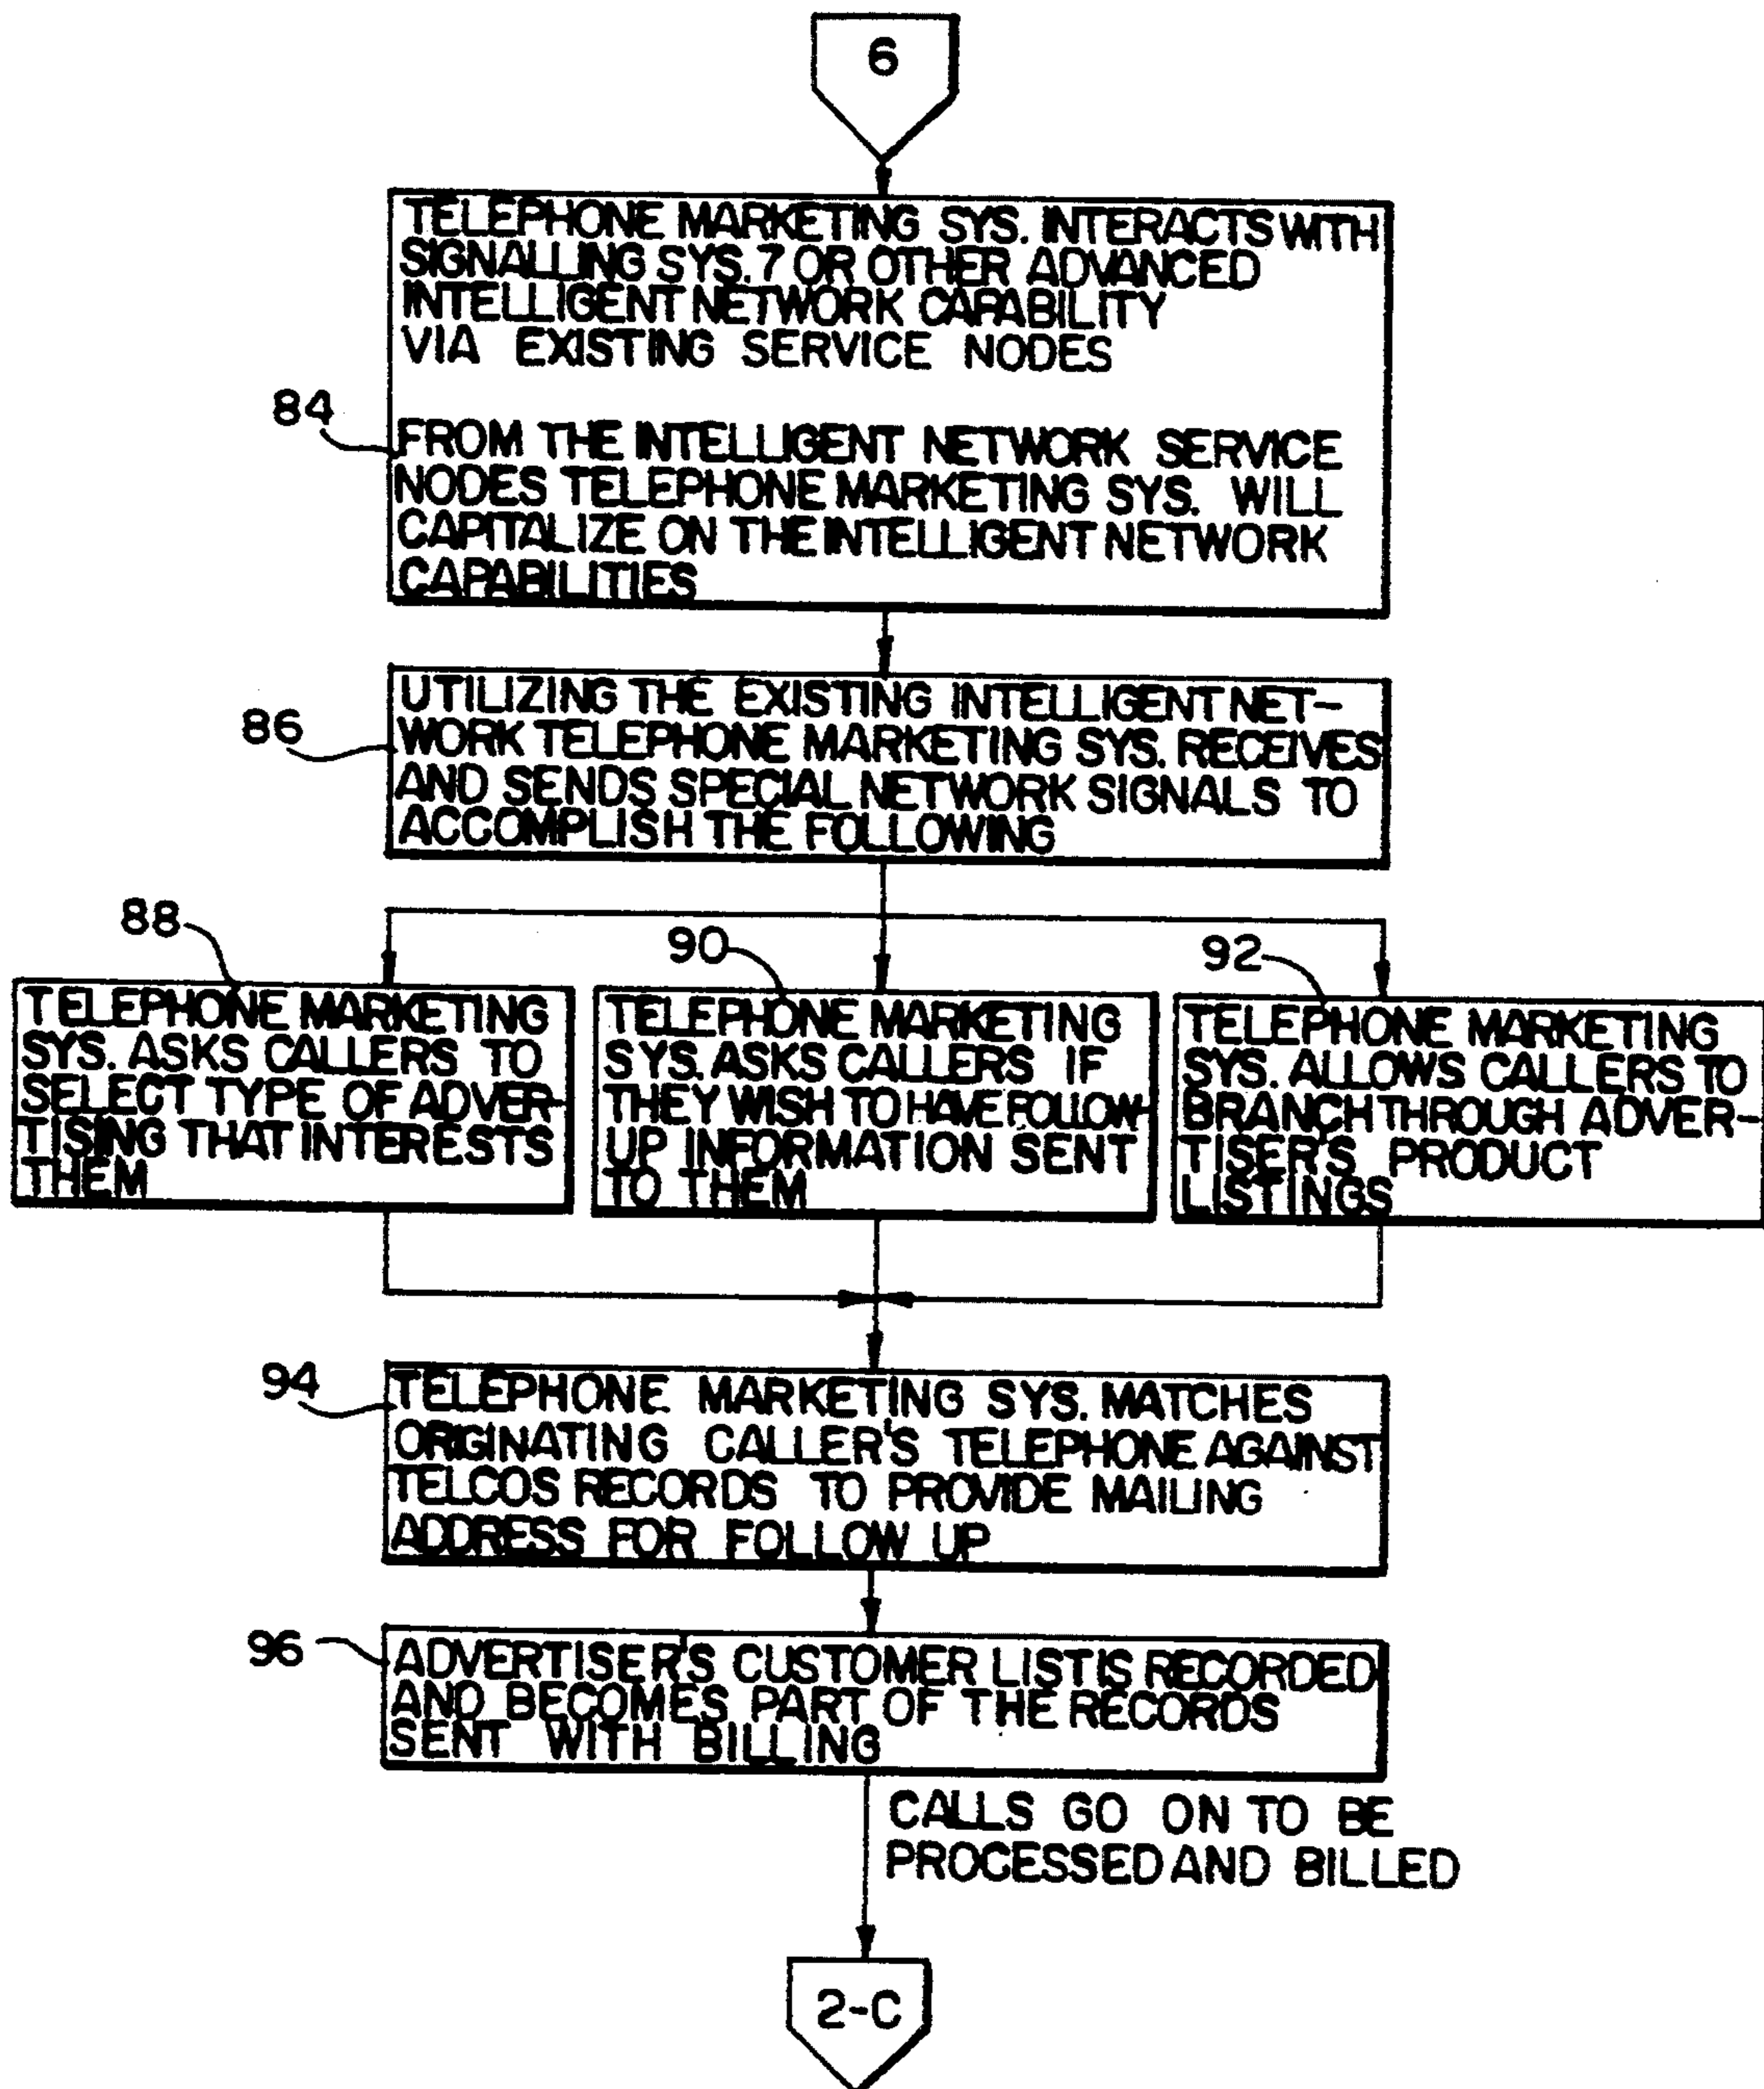 6
TELEPHONE MARKETING SYS. INTERACTS WITH
SIGNALLING SYS. 7 OR OTHER ADVANCED
INTELLIGENT NETWORK CAPABILITY
VIA EXISTING SERVICE NODES
84
FROM THE INTELLIGENT NETWORK SERVICE
NODES TELEPHONE MARKETING SYS. WILL
CAPITALIZE ON THE INTELLIGENT NETWORK
CAPABILITIES
86
UTILIZING THE EXISTING INTELLIGENT NET-
WORK TELEPHONE MARKETING SYS. RECEIVES
AND SENDS SPECIAL NETWORK SIGNALS TO
ACCOMPLISH THE FOLLOWING
88
TELEPHONE MARKETING
SYS. ASKS CALLERS TO
SELECT TYPE OF ADVER-
TISING THAT INTERESTS
THEM
90
TELEPHONE MARKETING
SYS. ASKS CALLERS IF
THEY WISH TO HAVE FOLLOW-
UP INFORMATION SENT
TO THEM
92
TELEPHONE MARKETING
SYS. ALLOWS CALLERS TO
BRANCH THROUGH ADVER-
TISER'S PRODUCT
LISTINGS
94
TELEPHONE MARKETING SYS. MATCHES
ORIGINATING CALLER'S TELEPHONE AGAINST
TELCOS RECORDS TO PROVIDE MAILING
ADDRESS FOR FOLLOW UP
96
ADVERTISER'S CUSTOMER LIST IS RECORDED
AND BECOMES PART OF THE RECORDS
SENT WITH BILLING
CALLS GO ON TO BE
PROCESSED AND BILLED
2-C